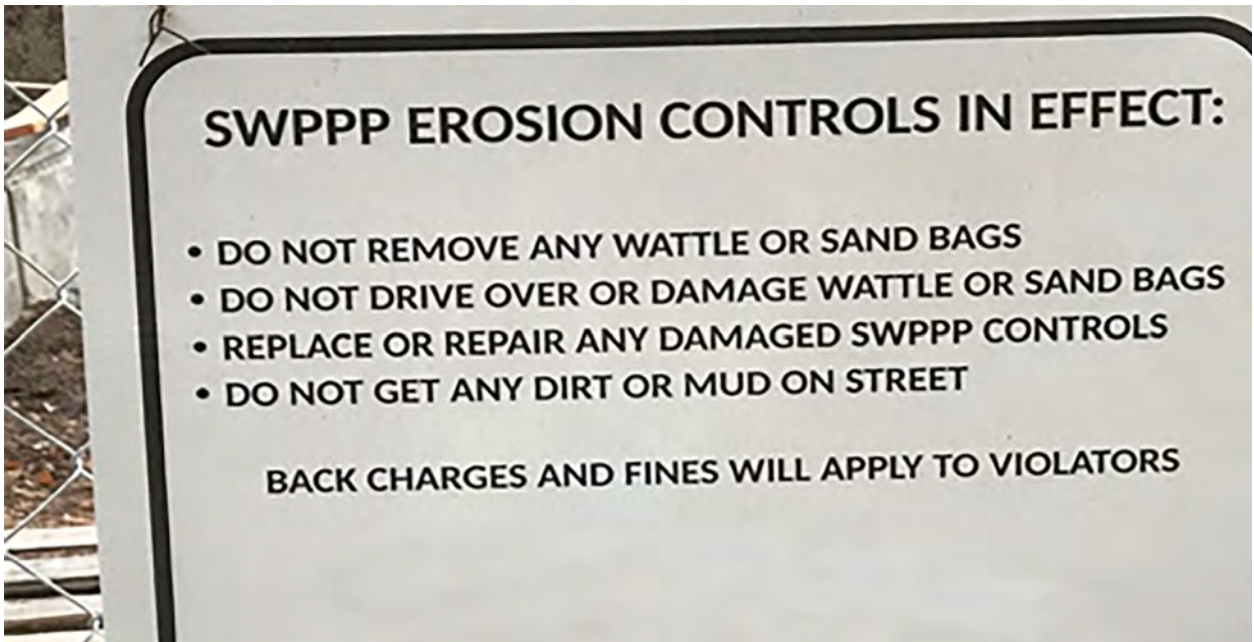 SWPPP EROSION CONTROLS IN EFFECT:
• DO NOT REMOVE ANY WATTLE OR SAND BAGS
• DO NOT DRIVE OVER OR DAMAGE WATTLE OR SAND BAGS
• REPLACE OR REPAIR ANY DAMAGED SWPPP CONTROLS
• DO NOT GET ANY DIRT OR MUD ON STREET
BACK CHARGES AND FINES WILL APPLY TO VIOLATORS